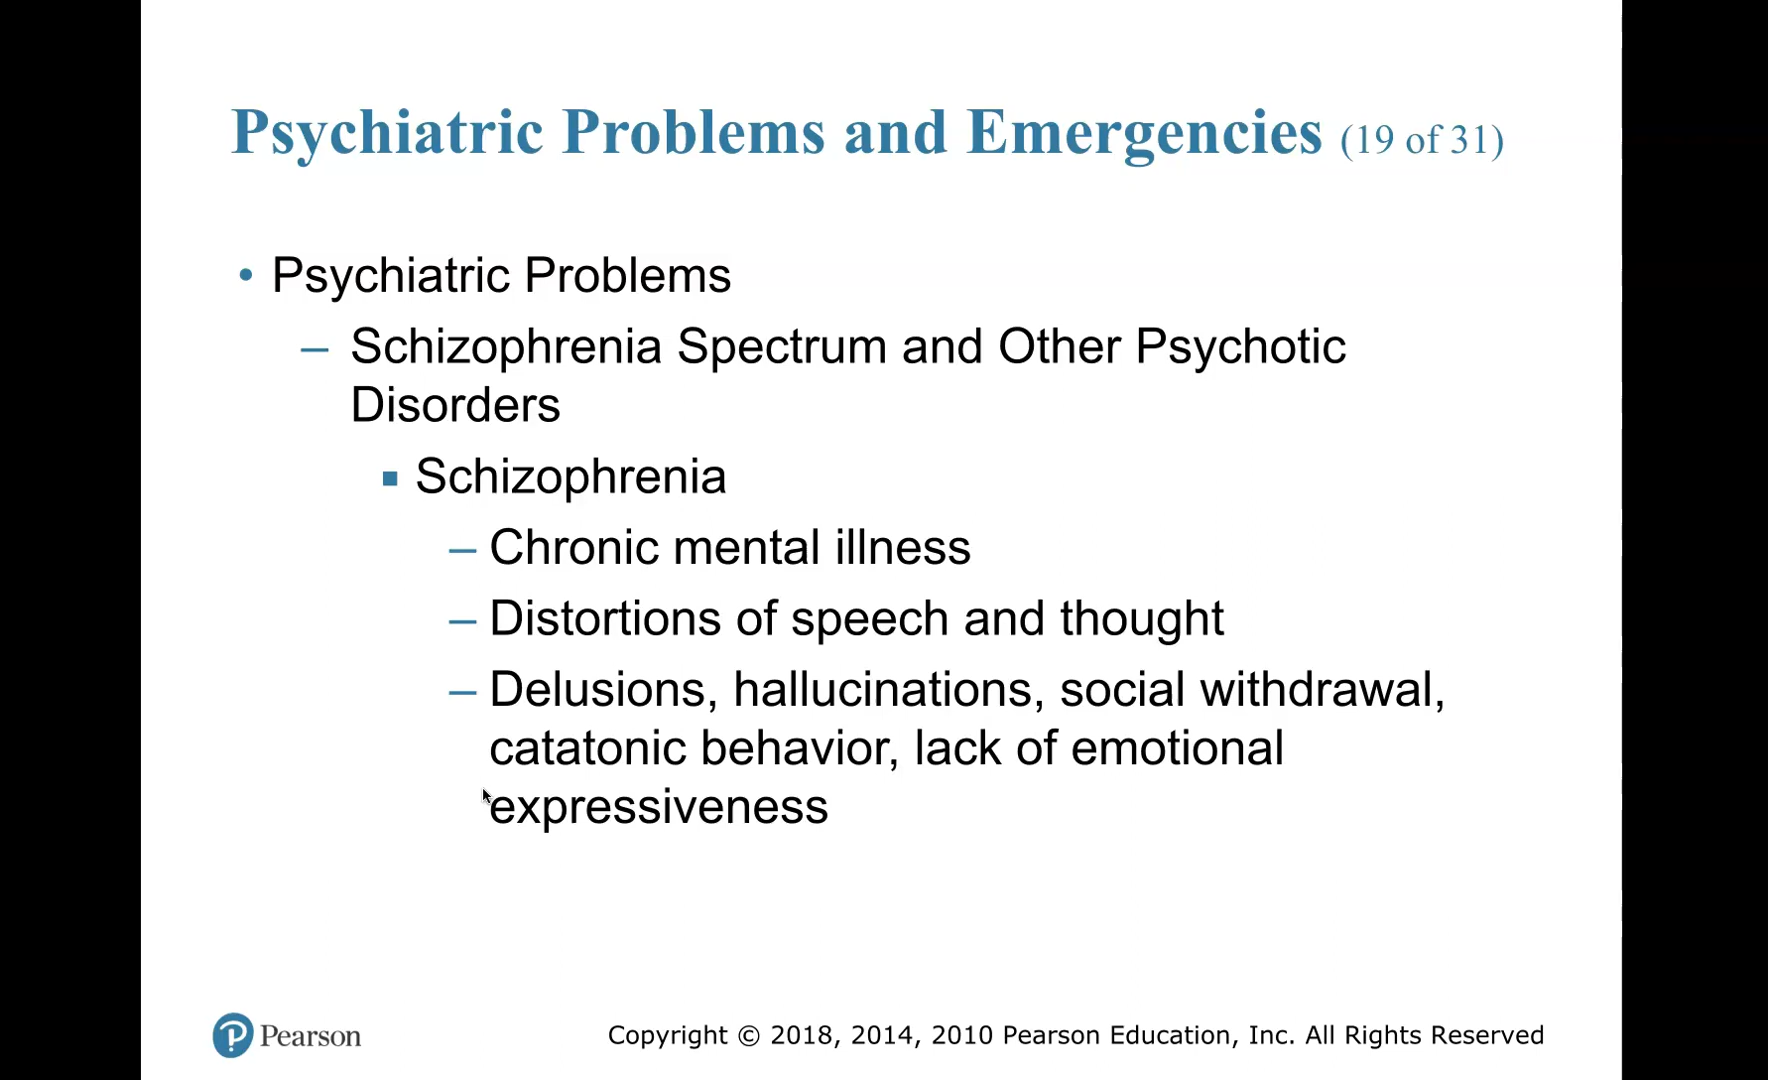 Psychiatric Problems and Emergencies (19 of 31)
• Psychiatric Problems
– Schizophrenia Spectrum and Other Psychotic
Disorders
▪ Schizophrenia
– Chronic mental illness
– Distortions of speech and thought
– Delusions, hallucinations, social withdrawal,
catatonic behavior, lack of emotional
expressiveness
P Pearson
Copyright © 2018, 2014, 2010 Pearson Education, Inc. All Rights Reserved